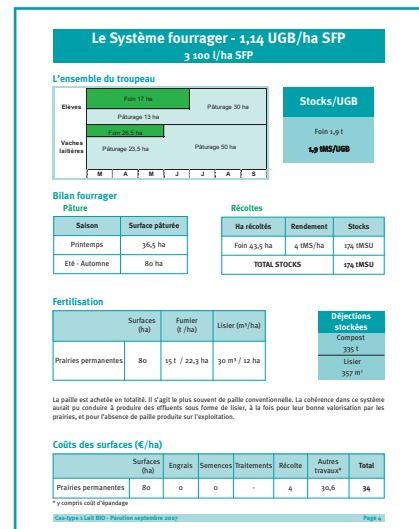 Le Système fourrager - 1,14 UGB/ha SFP
3 100 l/ha SFP
L'ensemble du troupeau
Elèves
Foin 17 ha
Pâturage 13 ha
Pâturage 30 ha
Vaches laitières
Foin 26,5 ha
Pâturage 23,5 ha
Pâturage 50 ha
M A M J J A S
Stocks/UGB
Foin 1,9 t
1,9 tMS/UGB
Bilan fourrager
Pâture
Saison Surface pâturée
Printemps 36,5 ha
Eté - Automne 80 ha
Récoltes
Ha récoltés Rendement Stocks
Foin 43,5 ha 4 tMS/ha 174 tMSU
TOTAL STOCKS 174 tMSU
Fertilisation
Surfaces (ha) Fumier (t /ha) Lisier (m³/ha)
Prairies permanentes 80 15 t / 22,3 ha 30 m³ / 12 ha
Déjections stockées
Compost
335 t
Lisier
357 m³
La paille est achetée en totalité. Il s'agit le plus souvent de paille conventionnelle. La cohérence dans ce système
aurait pu conduire à produire des effluents sous forme de lisier, à la fois pour leur bonne valorisation par les
prairies, et pour l'absence de paille produite sur l'exploitation.
Coûts des surfaces (€/ha)
Surfaces (ha) Engrais Semences Traitements Récolte Autres travaux* Total
Prairies permanentes 80 0 0 - 4 30,6 34
* y compris coût d'épandage
Cas-type 1 Lait BIO - Parution septembre 2007 Page 4